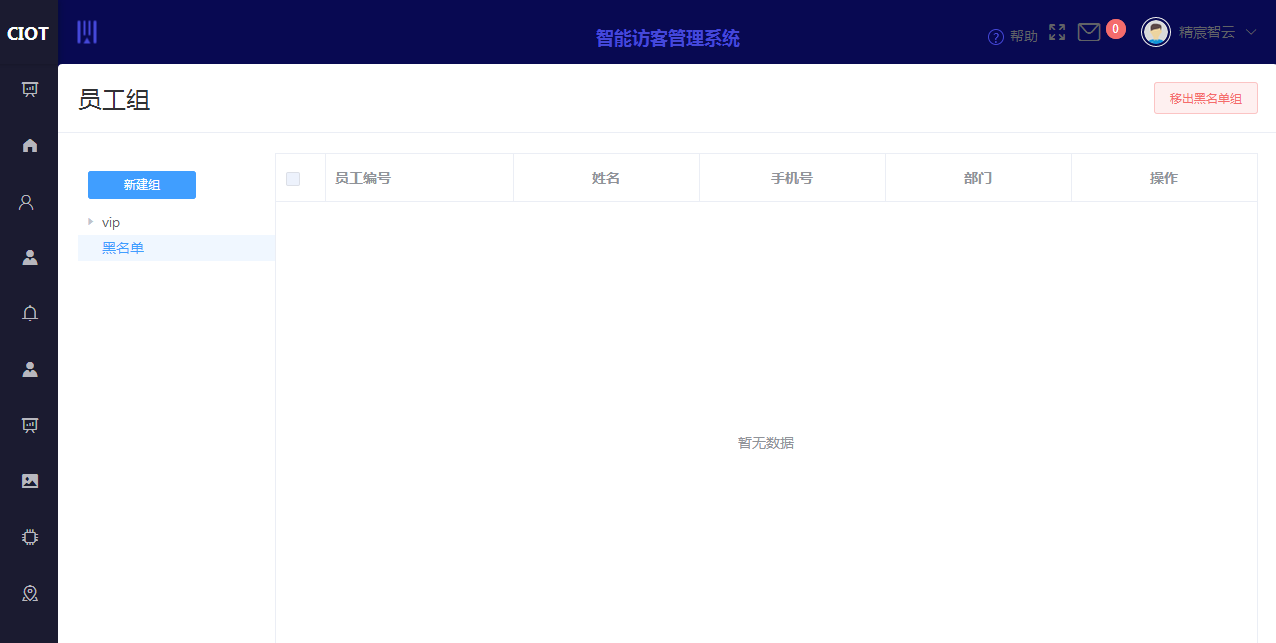 CIOT
智能访客管理系统
帮助
0
精宸智云
员工组
移出黑名单组
新建组
vip
黑名单
员工编号 姓名 手机号 部门 操作
暂无数据